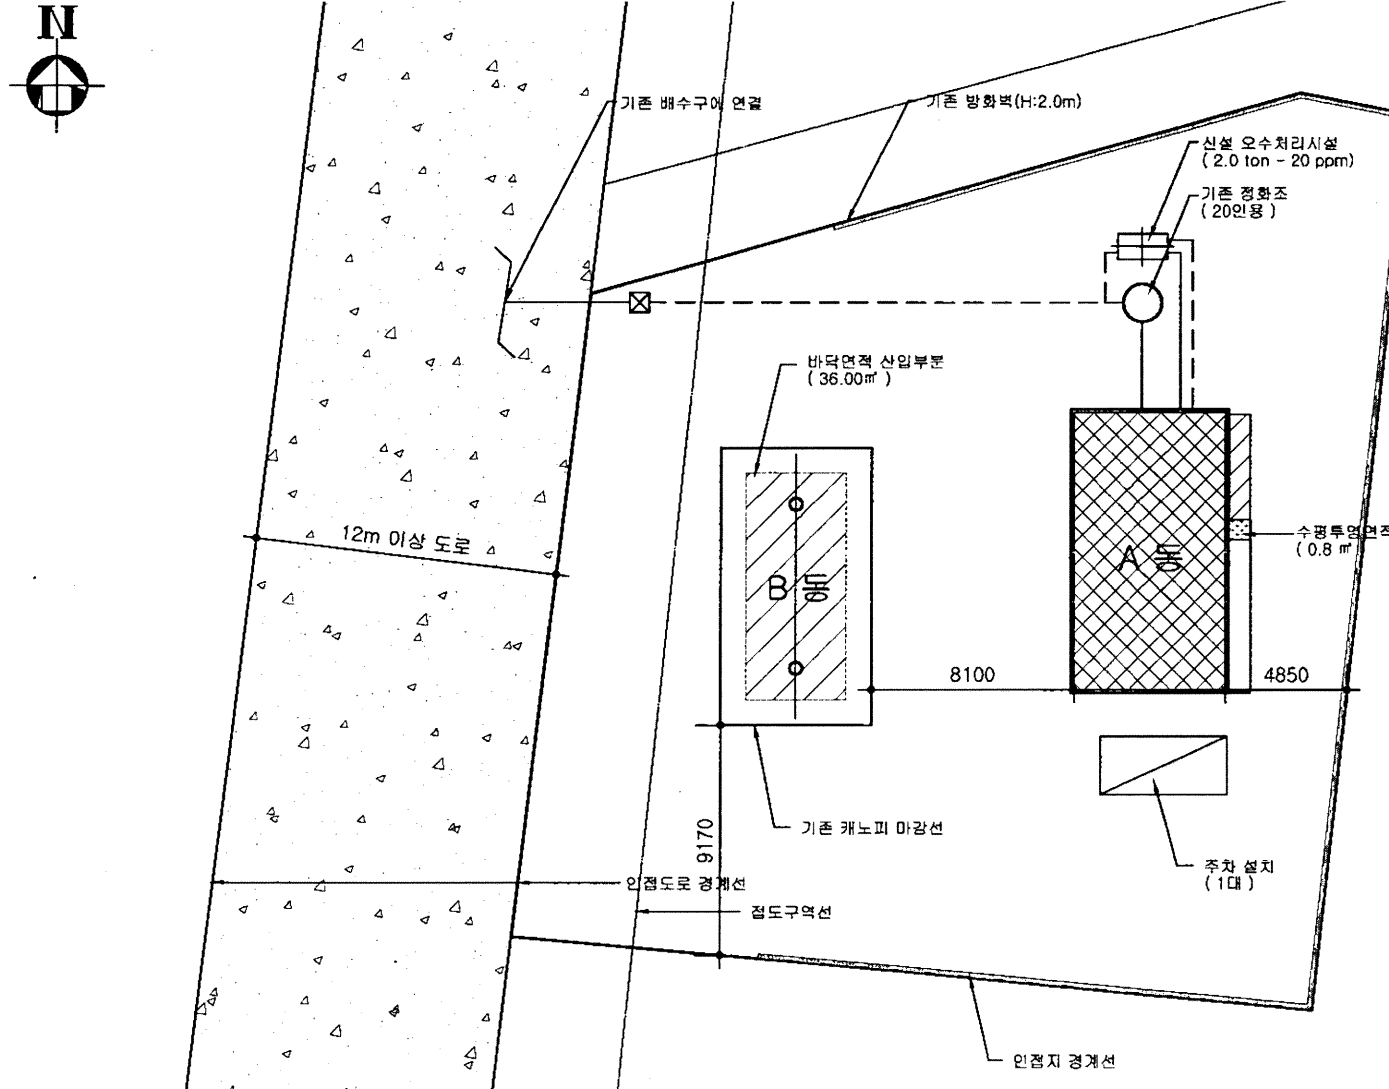 N
기존 배수구에 연결
기존 방화벽(H:2.0m)
신설 오수처리시설
( 2.0 ton - 20 ppm)
기존 정화조
( 20인용 )
바닥면적 산입부분
( 36.00㎡ )
12m 이상 도로
수평투영면적
( 0.8 ㎡
A 동
B 동
8100
4850
9170
기존 캐노피 마감선
주차 설치
( 1대 )
인접도로 경계선
접도구역선
인접지 경계선